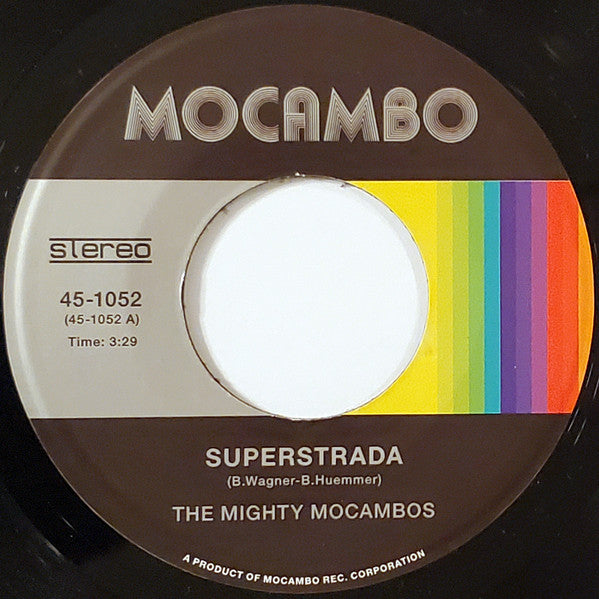 MOCAMBO
stereo
45-1052
(45-1052 A)
Time: 3:29
SUPERSTRADA
(B.Wagner-B.Huemmer)
THE MIGHTY MOCAMBOS
A PRODUCT OF MOCAMBO REC. CORPORATION